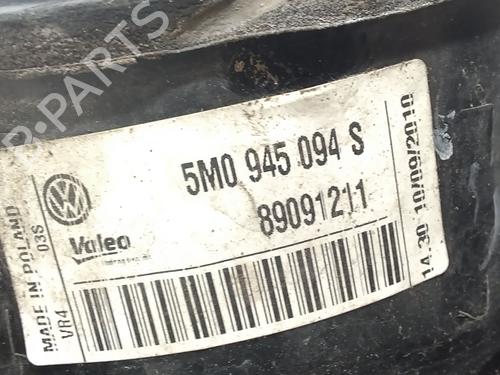 5M0 945 094 S
89091211
Valeo
MADE IN POLAND
03S
VR4
14:30 10/09/2010
PARTS